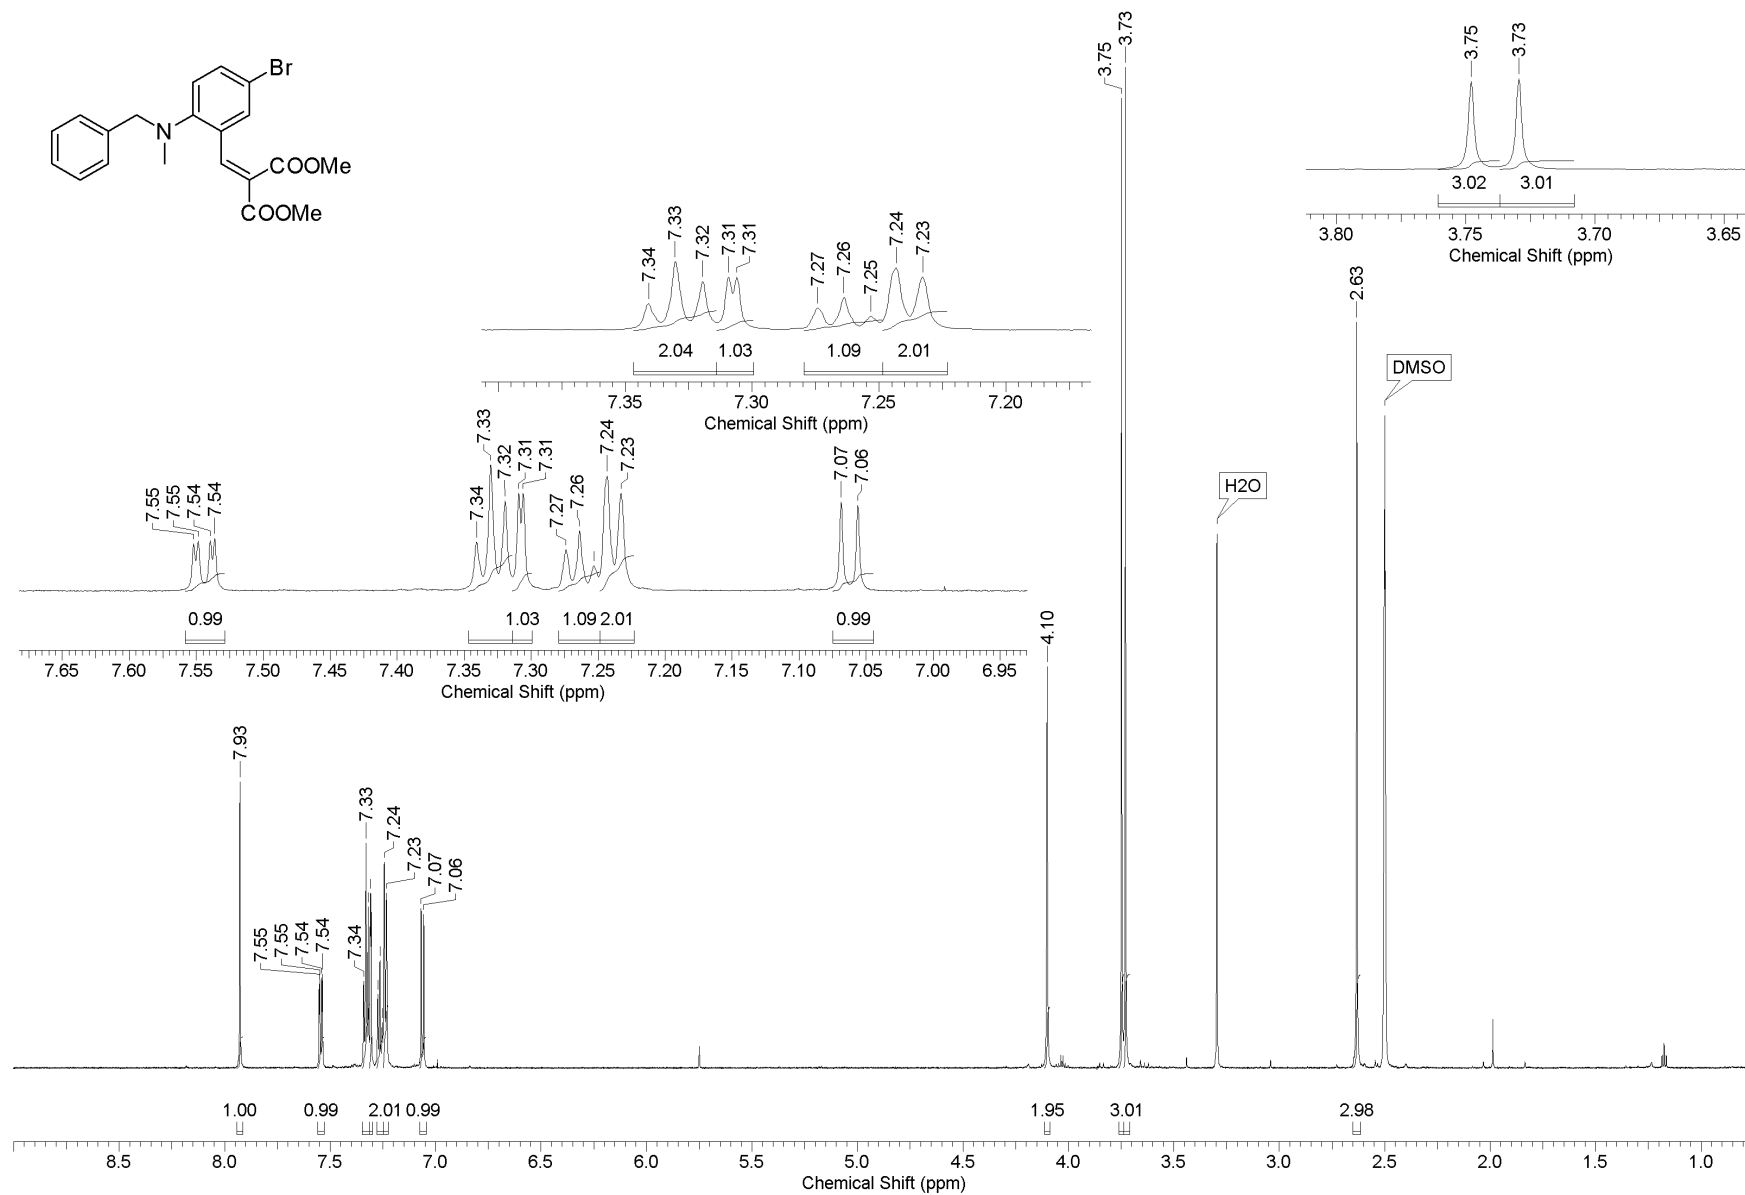 Br
N
COOMe
COOMe
3.75
3.73
3.75
3.73
3.02 3.01
3.80 3.75 3.70 3.65
Chemical Shift (ppm)
7.34
7.33
7.32
7.31
7.31
7.27
7.26
7.25
7.24
7.23
2.04 1.03 1.09 2.01
7.35 7.30 7.25 7.20
Chemical Shift (ppm)
2.63
DMSO
H2O
7.55
7.55
7.54
7.54
7.34
7.33
7.32
7.31
7.31
7.27
7.26
7.24
7.23
7.07
7.06
0.99 1.03 1.09 2.01 0.99
7.65 7.60 7.55 7.50 7.45 7.40 7.35 7.30 7.25 7.20 7.15 7.10 7.05 7.00 6.95
Chemical Shift (ppm)
4.10
7.93
7.55
7.55
7.54
7.54
7.34
7.33
7.24
7.23
7.07
7.06
1.00 0.99 2.01 0.99 1.95 3.01 2.98
8.5 8.0 7.5 7.0 6.5 6.0 5.5 5.0 4.5 4.0 3.5 3.0 2.5 2.0 1.5 1.0
Chemical Shift (ppm)